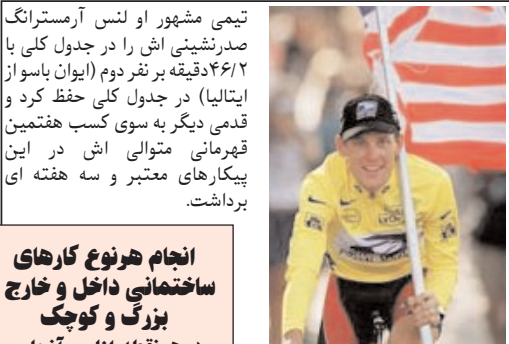 تیمی مشهور او لنس آرمسترانگ
صدرنشینی اش را در جدول کلی با
۴۶/۲دقیقه بر نفر دوم (ایوان باسو از
ایتالیا) در جدول کلی حفظ کرد و
قدمی دیگر به سوی کسب هفتمین
قهرمانی متوالی اش در این
پیکارهای معتبر و سه هفته ای
برداشت.
انجام هرنوع کارهای
ساختمانی داخل و خارج
بزرگ و کوچک